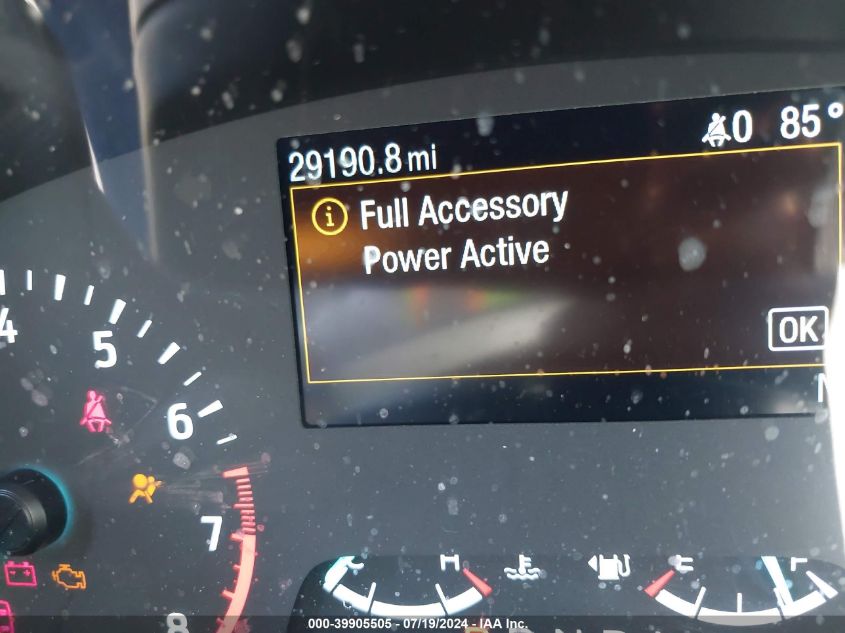 0 85°
29190.8 mi
Full Accessory
Power Active
OK
4
5
6
7
8
C H
E F
000-39905505 - 07/19/2024 - IAA Inc.